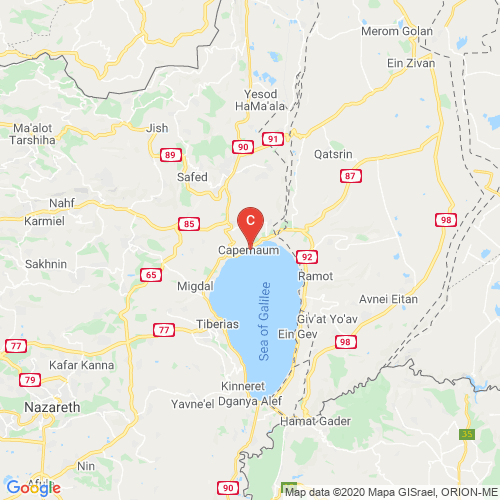 Merom Golan
Ein Zivan
Yesod
HaMa'ala
Ma'alot
Tarshiha
Jish
91
90
89
Qatsrin
Safed
87
Nahf
Karmiel
85
98
C
Capernaum
92
Sakhnin
65
Ramot
Migdal
Avnei Eitan
Sea of Galilee
Giv'at Yo'av
Tiberias
77
Ein Gev
77
98
Kafar Kanna
79
Kinneret
Dganya Alef
Nazareth
Yavne'el
Hamat Gader
35
Nin
Google
90
Map data ©2020 Mapa GISrael, ORION-ME